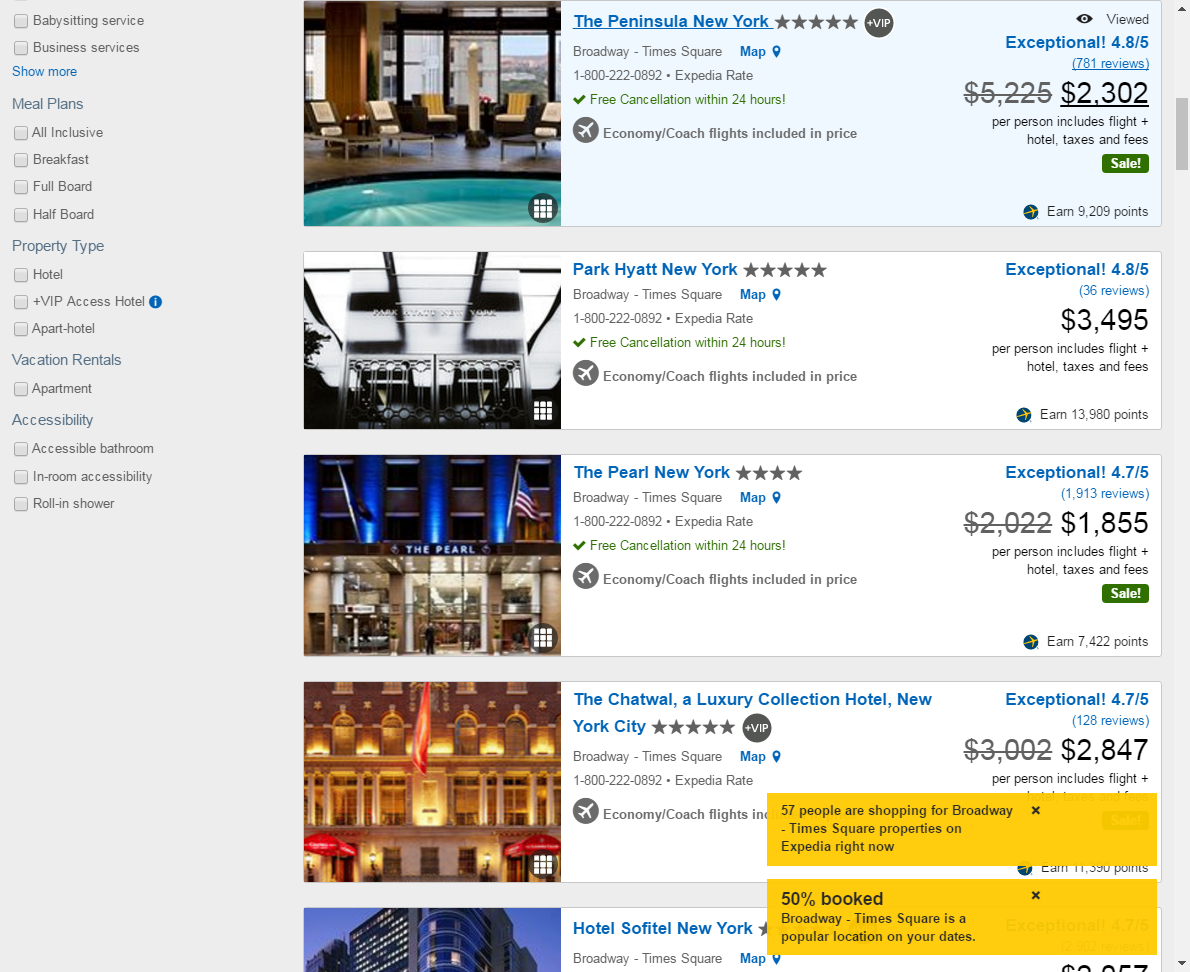 Babysitting service
Business services
Show more
Meal Plans
All Inclusive
Breakfast
Full Board
Half Board
Property Type
Hotel
+VIP Access Hotel
Apart-hotel
Vacation Rentals
Apartment
Accessibility
Accessible bathroom
In-room accessibility
Roll-in shower
The Peninsula New York +VIP
Broadway - Times Square Map
1-800-222-0892 • Expedia Rate
Free Cancellation within 24 hours!
Economy/Coach flights included in price
Viewed
Exceptional! 4.8/5
(781 reviews)
$5,225 $2,302
per person includes flight +
hotel, taxes and fees
Sale!
Earn 9,209 points
PARK HYATT NEW YORK
Park Hyatt New York
Broadway - Times Square Map
1-800-222-0892 • Expedia Rate
Free Cancellation within 24 hours!
Economy/Coach flights included in price
Exceptional! 4.8/5
(36 reviews)
$3,495
per person includes flight +
hotel, taxes and fees
Earn 13,980 points
THE PEARL
The Pearl New York
Broadway - Times Square Map
1-800-222-0892 • Expedia Rate
Free Cancellation within 24 hours!
Economy/Coach flights included in price
Exceptional! 4.7/5
(1,913 reviews)
$2,022 $1,855
per person includes flight +
hotel, taxes and fees
Sale!
Earn 7,422 points
The Chatwal, a Luxury Collection Hotel, New
York City +VIP
Broadway - Times Square Map
1-800-222-0892 • Expedia Rate
Economy/Coach flights
Exceptional! 4.7/5
(128 reviews)
$3,002 $2,847
per person includes flight +
hotel, taxes and fees
Sale!
Earn 11,390 points
57 people are shopping for Broadway
- Times Square properties on
Expedia right now
50% booked
Broadway - Times Square is a
popular location on your dates.
Hotel Sofitel New York
Broadway - Times Square Map
Exceptional! 4.7/5